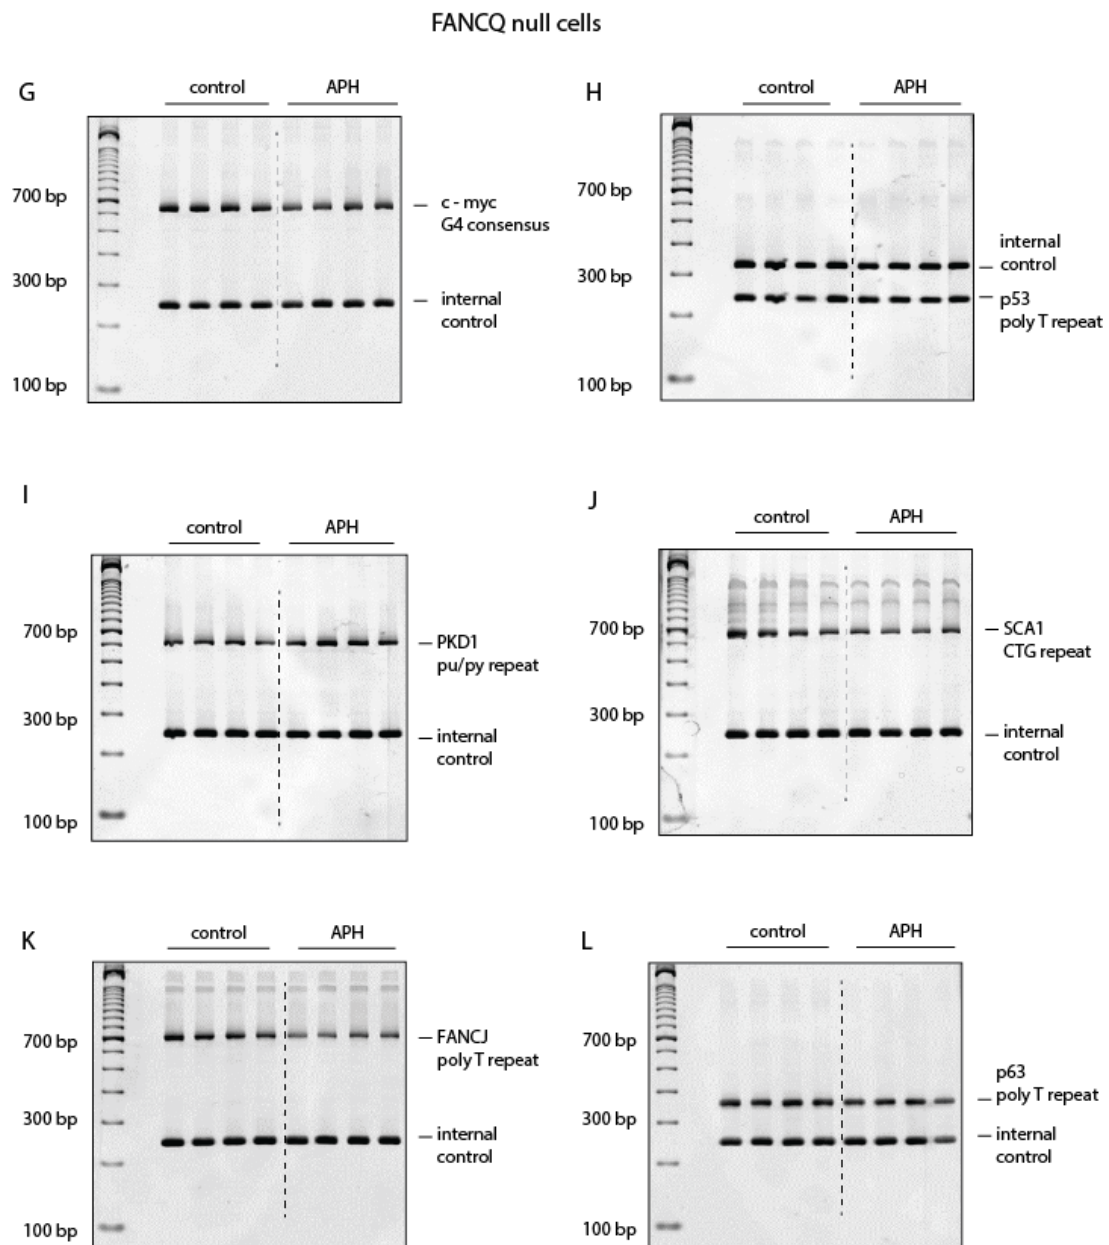 FANCQ null cells
G
control
APH
700 bp
300 bp
100 bp
c - myc
G4 consensus
internal
control
H
control
APH
700 bp
300 bp
100 bp
internal
control
p53
poly T repeat
I
control
APH
700 bp
300 bp
100 bp
PKD1
pu/py repeat
internal
control
J
control
APH
700 bp
300 bp
100 bp
SCA1
CTG repeat
internal
control
K
control
APH
700 bp
300 bp
100 bp
FANCJ
poly T repeat
internal
control
L
control
APH
700 bp
300 bp
100 bp
p63
poly T repeat
internal
control